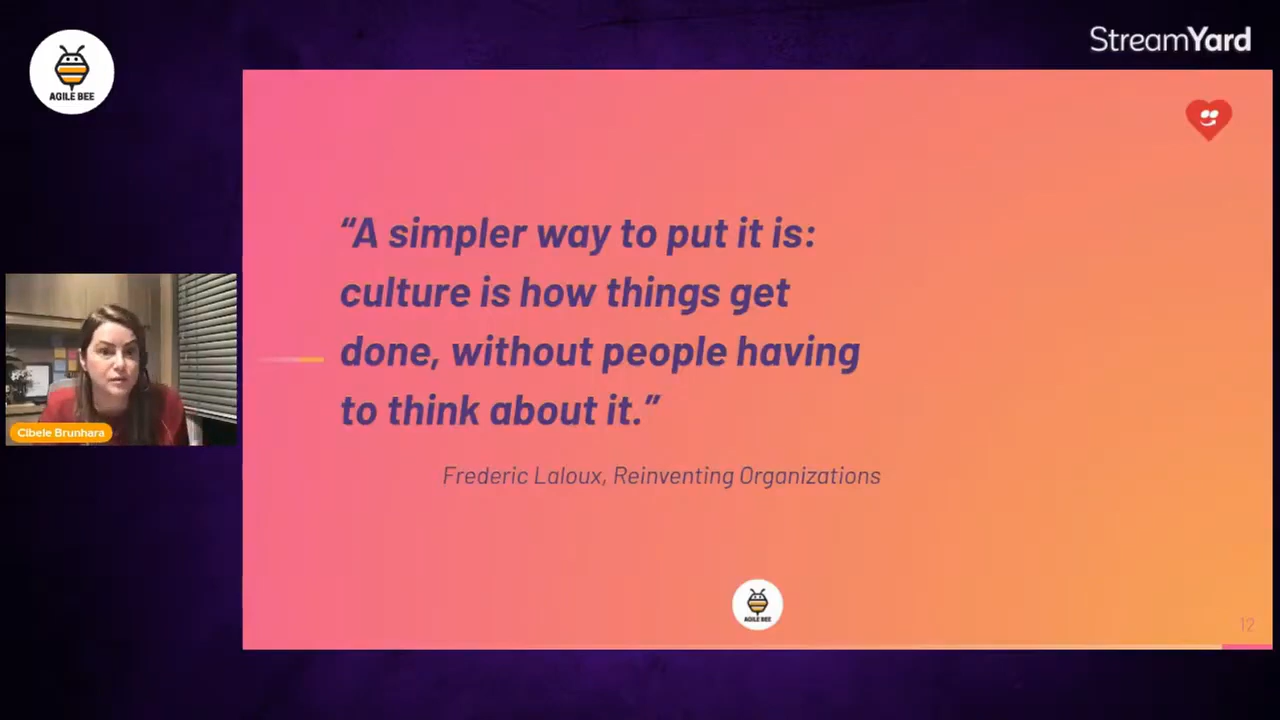 AGILE BEE
StreamYard
“A simpler way to put it is:
culture is how things get
done, without people having
to think about it.”
Frederic Laloux, Reinventing Organizations
Cibele Brunhara
AGILE BEE
12